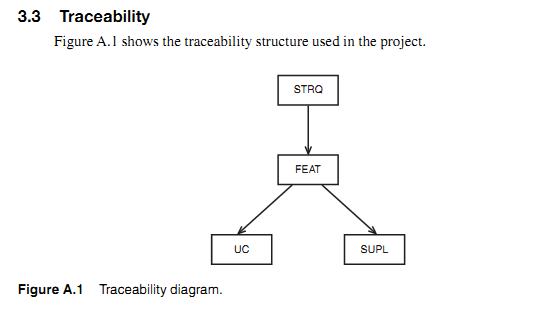 3.3 Traceability
Figure A.1 shows the traceability structure used in the project.
STRQ
FEAT
UC
SUPL
Figure A.1 Traceability diagram.